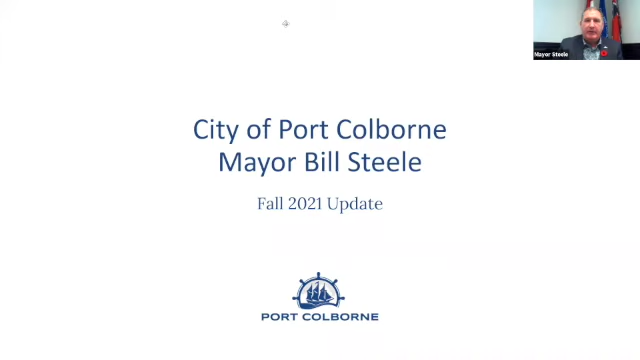 Mayor Steele
City of Port Colborne
Mayor Bill Steele
Fall 2021 Update
PORT COLBORNE